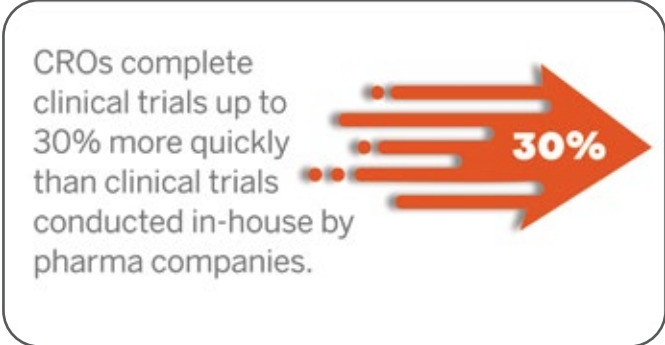 CROs complete
clinical trials up to
30% more quickly
than clinical trials
conducted in-house by
pharma companies.
30%